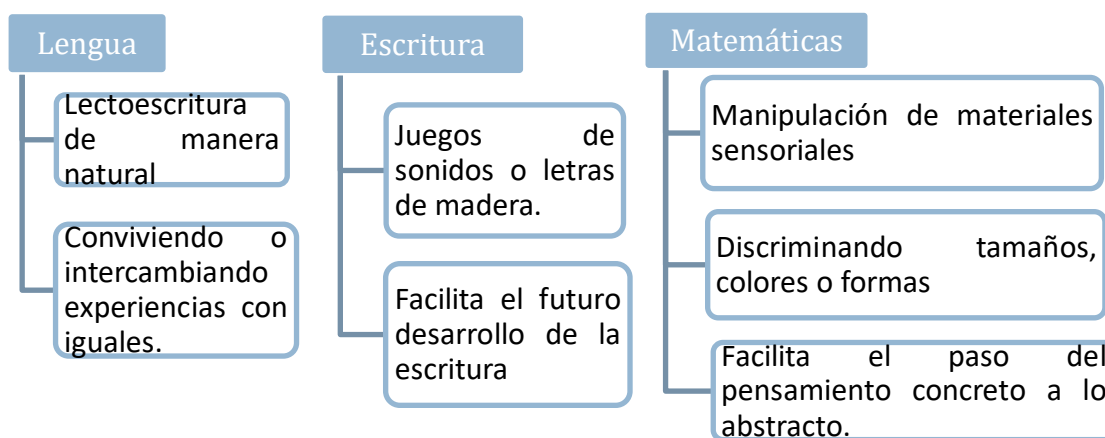 Lengua
Lectoescritura
de manera
natural
Conviviendo o
intercambiando
experiencias con
iguales.
Escritura
Juegos de
sonidos o letras
de madera.
Facilita el futuro
desarrollo de la
escritura
Matemáticas
Manipulación de materiales
sensoriales
Discriminando tamaños,
colores o formas
Facilita el paso del
pensamiento concreto a lo
abstracto.